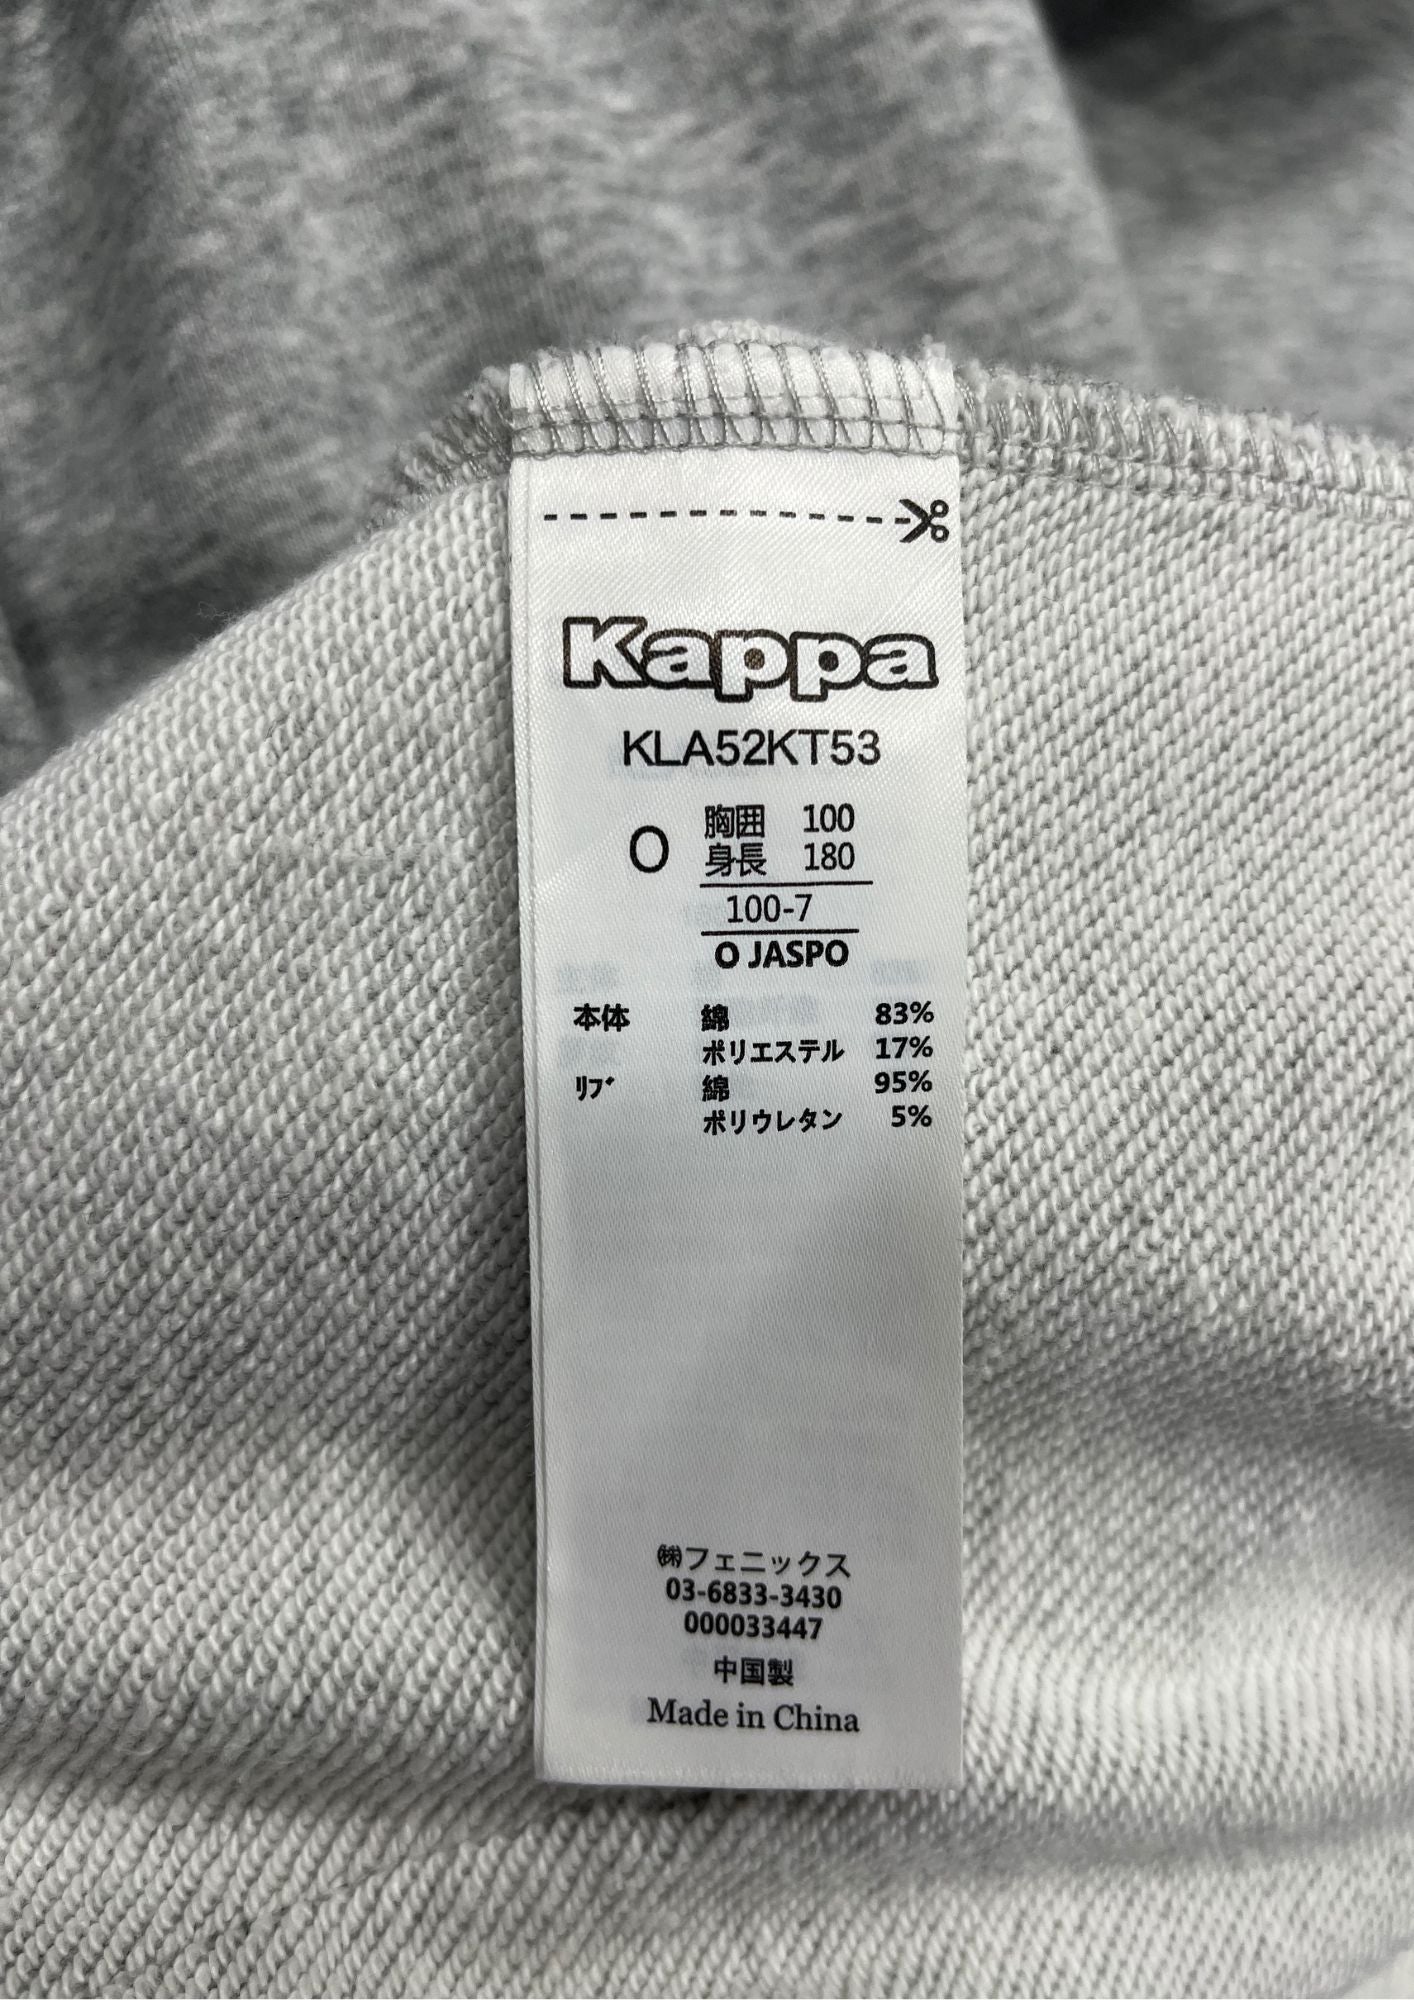 Kappa
KLA52KT53
O
胸囲 100
身長 180
100-7
O JASPO
本体 綿 83%
ポリエステル 17%
ﾘﾌﾞ 綿 95%
ポリウレタン 5%
㈱フェニックス
03-6833-3430
000033447
中国製
Made in China